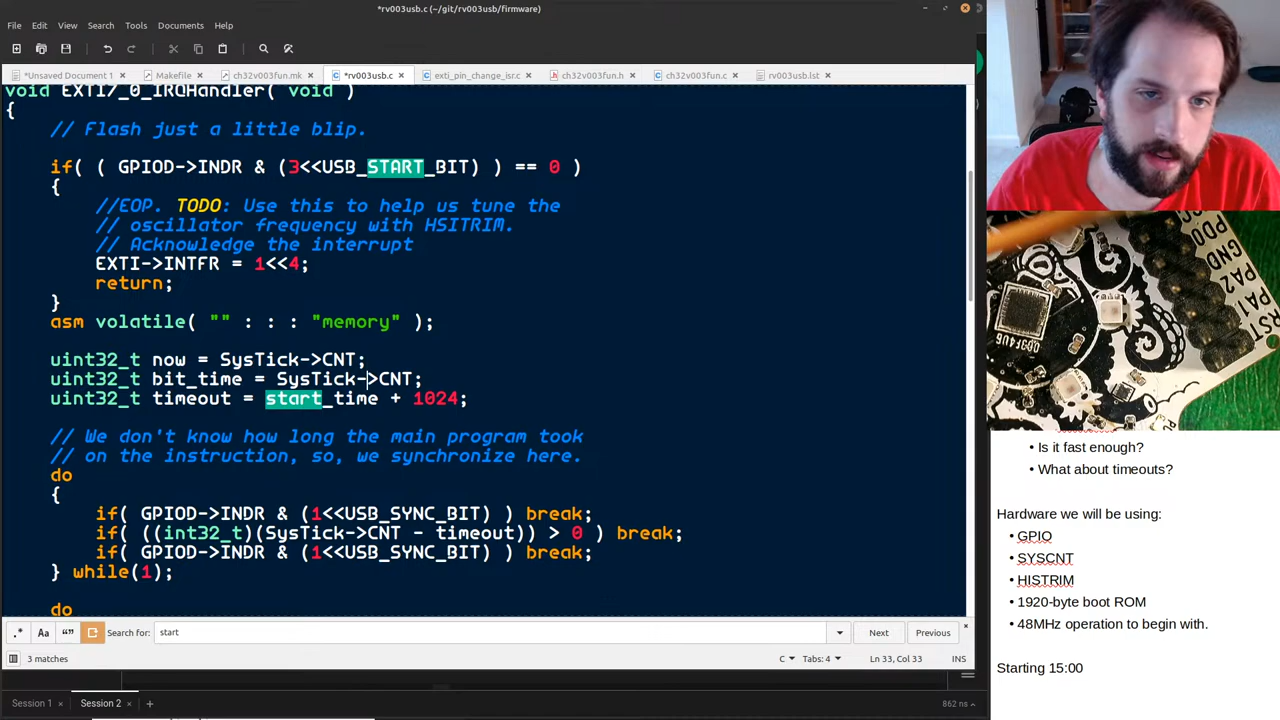 *rv003usb.c (~/git/rv003usb/firmware)
File Edit View Search Tools Documents Help
*Unsaved Document 1 × Makefile × ch32v003fun.mk × *rv003usb.c × exti_pin_change_isr.c × ch32v003fun.h × ch32v003fun.c × rv003usb.lst ×
void EXTI7_0_IRQHandler( void )
{
// Flash just a little blip.
if( ( GPIOD->INDR & (3<<USB_START_BIT) ) == 0 )
{
//EOP. TODO: Use this to help us tune the
// oscillator frequency with HSITRIM.
// Acknowledge the interrupt
EXTI->INTFR = 1<<4;
return;
}
asm volatile( "" : : : "memory" );
uint32_t now = SysTick->CNT;
uint32_t bit_time = SysTick->CNT;
uint32_t timeout = start_time + 1024;
// We don't know how long the main program took
// on the instruction, so, we synchronize here.
do
{
if( GPIOD->INDR & (1<<USB_SYNC_BIT) ) break;
if( ((int32_t)(SysTick->CNT - timeout)) > 0 ) break;
if( GPIOD->INDR & (1<<USB_SYNC_BIT) ) break;
} while(1);
do
.* Aa “” Search for: start Next Previous ×
3 matches C Tabs: 4 Ln 33, Col 33 INS
Session 1 × Session 2 × + 862 ns
PD0
GND
PA2
PA1
RST
• Is it fast enough?
• What about timeouts?
Hardware we will be using:
• GPIO
• SYSCNT
• HISTRIM
• 1920-byte boot ROM
• 48MHz operation to begin with.
Starting 15:00